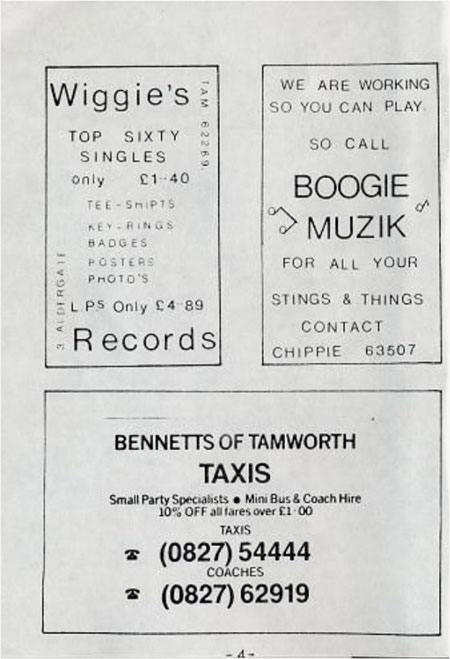 Wiggie's
TAM 62269.
TOP SIXTY
SINGLES
only £1·40
TEE-SHIPTS
KEY-RINGS
BADGES
POSTERS
PHOTO'S
L.PS Only £4·89
3 ALDERGATE
Records
WE ARE WORKING
SO YOU CAN PLAY.
SO CALL
BOOGIE
MUZIK
FOR ALL YOUR
STINGS & THINGS
CONTACT
CHIPPIE 63507
BENNETTS OF TAMWORTH
TAXIS
Small Party Specialists ● Mini Bus & Coach Hire
10% OFF all fares over £1·00
TAXIS
☎ (0827) 54444
COACHES
☎ (0827) 62919
- 4 -